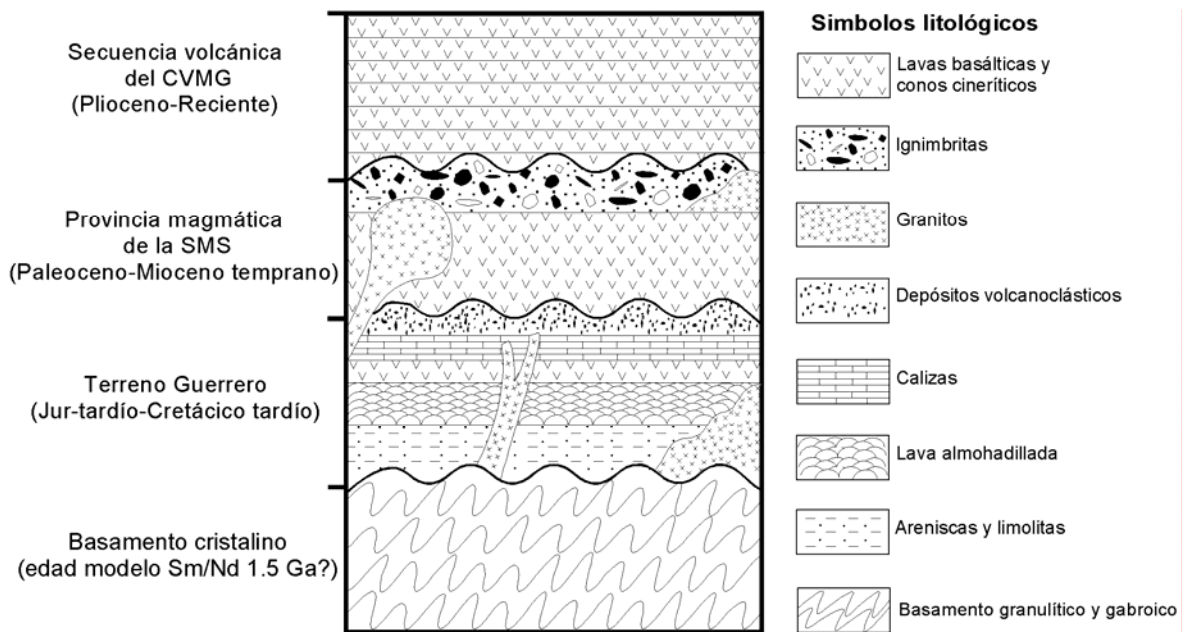 Secuencia volcánica
del CVMG
(Plioceno-Reciente)
Provincia magmática
de la SMS
(Paleoceno-Mioceno temprano)
Terreno Guerrero
(Jur-tardío-Cretácico tardío)
Basamento cristalino
(edad modelo Sm/Nd 1.5 Ga?)
Simbolos litológicos
Lavas basálticas y
conos cineríticos
Ignimbritas
Granitos
Depósitos volcanoclásticos
Calizas
Lava almohadillada
Areniscas y limolitas
Basamento granulítico y gabroico